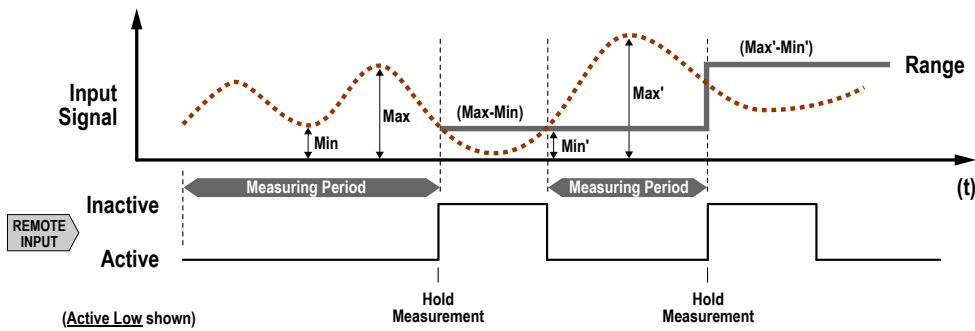 Input
Signal
Min
Max
(Max-Min)
Min'
Max'
(Max'-Min')
Range
(t)
Measuring Period
Measuring Period
REMOTE
INPUT
Inactive
Active
Hold
Measurement
Hold
Measurement
(Active Low shown)